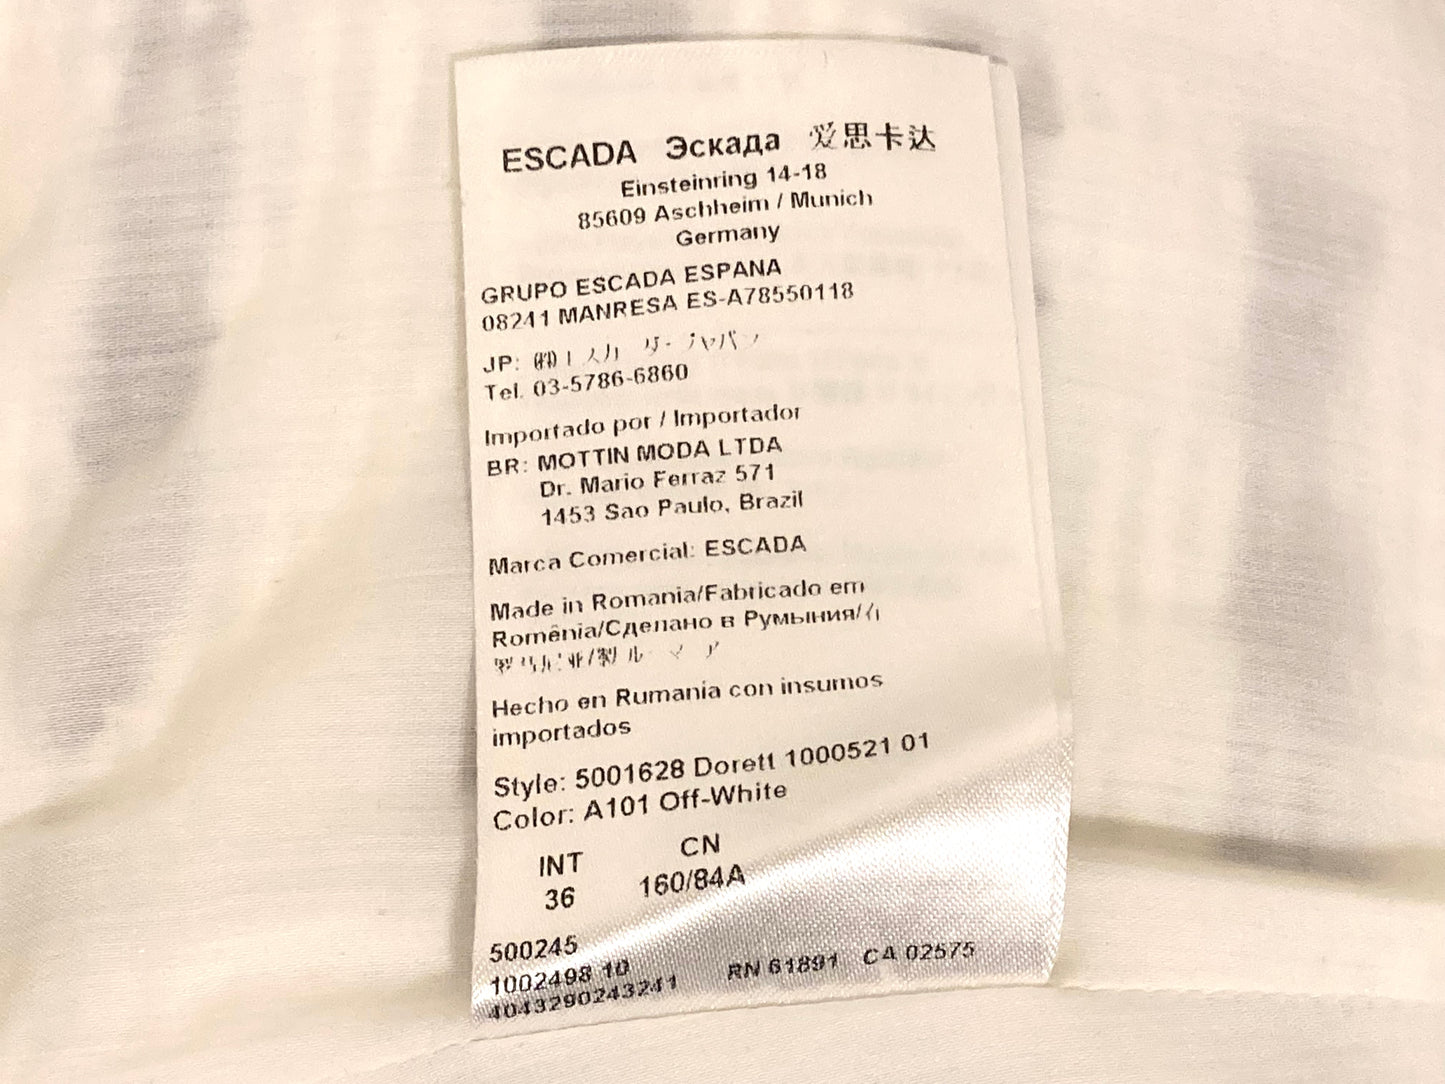 ESCADA Эскада 爱思卡达
Einsteinring 14-18
85609 Aschheim / Munich
Germany
GRUPO ESCADA ESPANA
08241 MANRESA ES-A78550118
JP:
Tel. 03-5786-6860
Importado por / Importador
BR: MOTTIN MODA LTDA
Dr. Mario Ferraz 571
1453 Sao Paulo, Brazil
Marca Comercial: ESCADA
Made in Romania/Fabricado em
Romênia/Сделано в Румыния/
Hecho en Rumanía con insumos
importados
Style: 5001628 Dorett 1000521 01
Color: A101 Off-White
INT CN
36 160/84A
500245
1002498 10
4043290243241 RN 61891 CA 02575